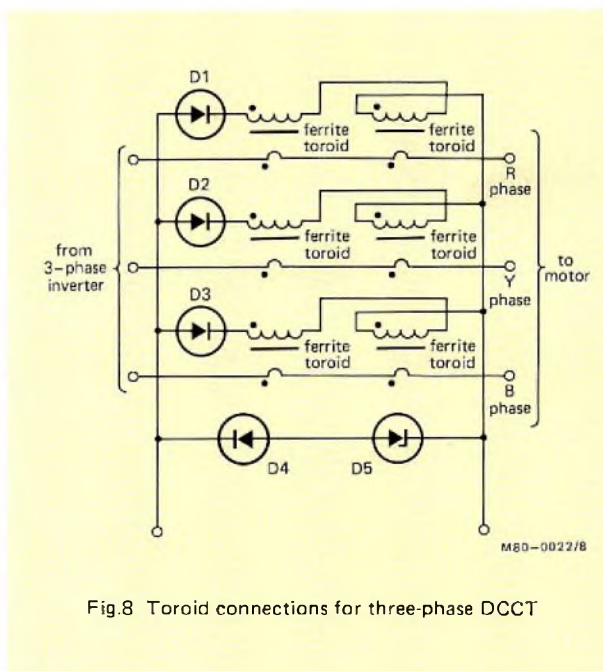 D1
ferrite
toroid
ferrite
toroid
R
phase
D2
ferrite
toroid
ferrite
toroid
from
3-phase
inverter
Y
phase
to
motor
D3
ferrite
toroid
ferrite
toroid
B
phase
D4
D5
M80-0022/8
Fig.8 Toroid connections for three-phase DCCT